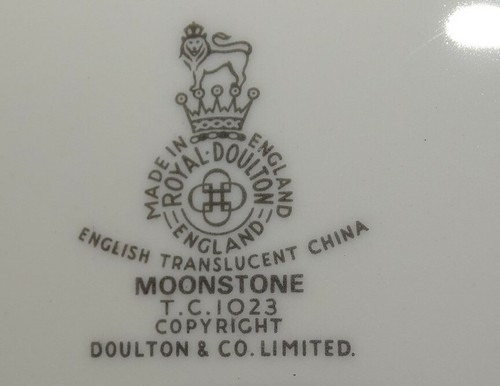 MADE IN ENGLAND
ROYAL·DOULTON
ENGLAND
ENGLISH TRANSLUCENT CHINA
MOONSTONE
T.C.1023
COPYRIGHT
DOULTON & CO. LIMITED.